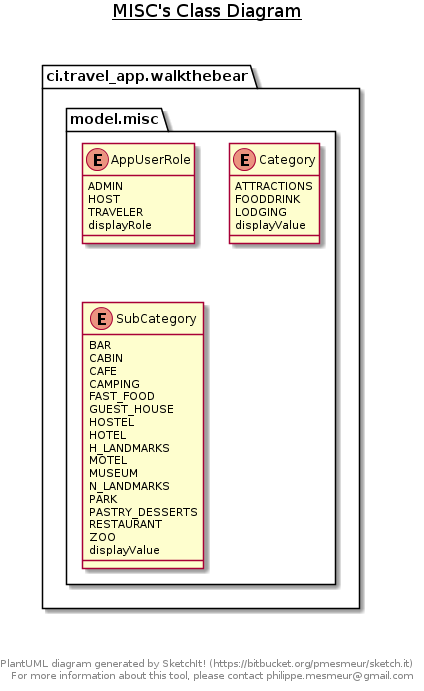 MISC's Class Diagram
ci.travel_app.walkthebear
model.misc
E AppUserRole
ADMIN
HOST
TRAVELER
displayRole
E Category
ATTRACTIONS
FOODDRINK
LODGING
displayValue
E SubCategory
BAR
CABIN
CAFE
CAMPING
FAST_FOOD
GUEST_HOUSE
HOSTEL
HOTEL
H_LANDMARKS
MOTEL
MUSEUM
N_LANDMARKS
PARK
PASTRY_DESSERTS
RESTAURANT
ZOO
displayValue
PlantUML diagram generated by SketchIt! (https://bitbucket.org/pmesmeur/sketch.it)
For more information about this tool, please contact philippe.mesmeur@gmail.com